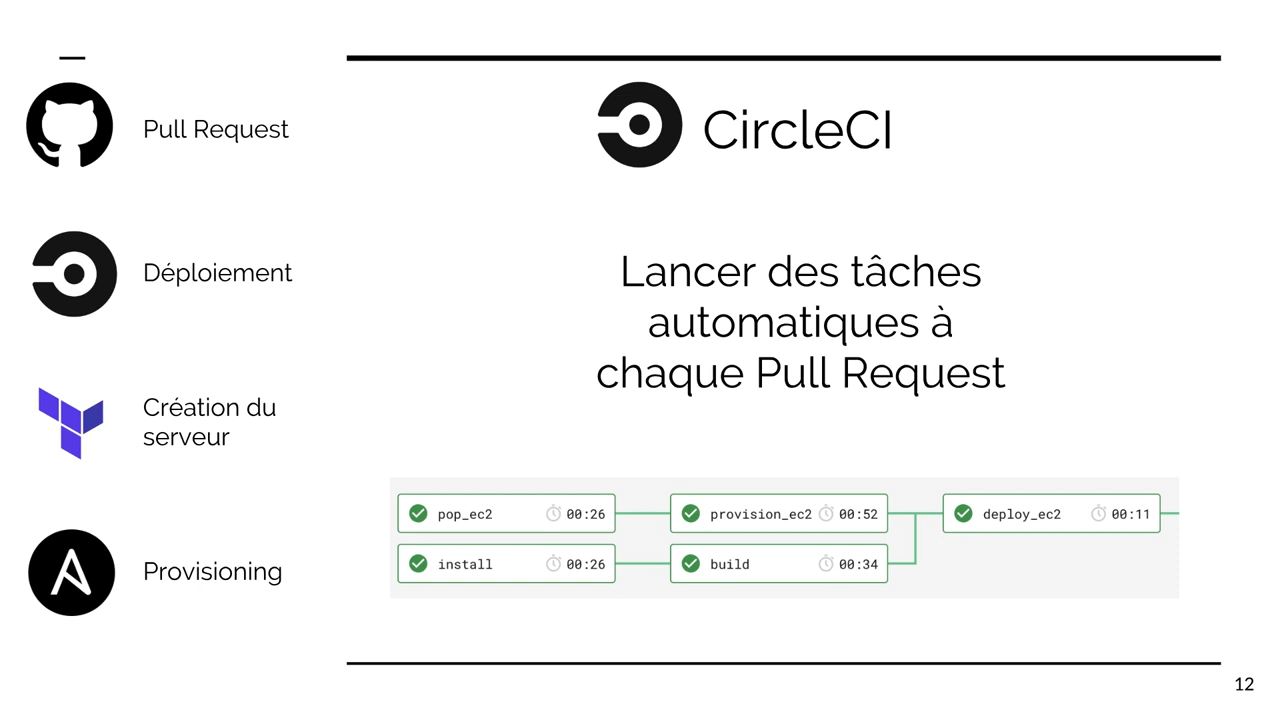 Pull Request
Déploiement
Création du
serveur
Provisioning
CircleCI
Lancer des tâches
automatiques à
chaque Pull Request
pop_ec2 00:26
provision_ec2 00:52
deploy_ec2 00:11
install 00:26
build 00:34
12